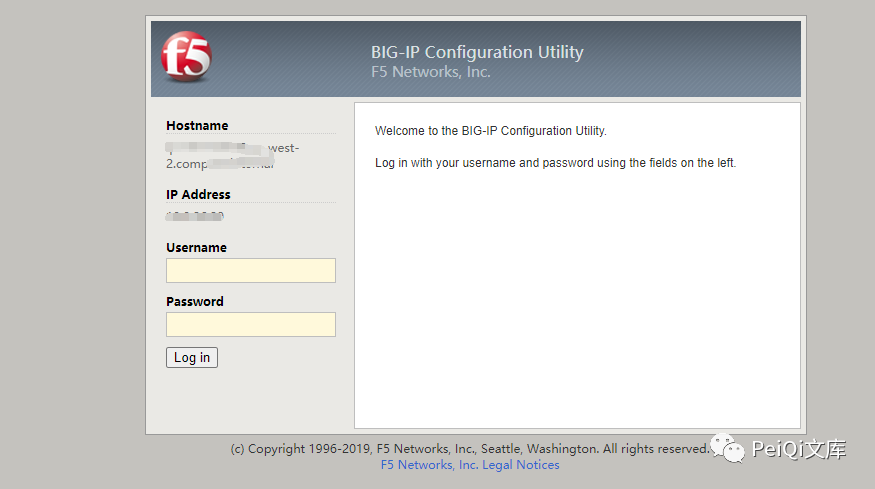 f5
BIG-IP Configuration Utility
F5 Networks, Inc.
Hostname
west-
2.comp
IP Address
Username
Password
Log in
Welcome to the BIG-IP Configuration Utility.
Log in with your username and password using the fields on the left.
(c) Copyright 1996-2019, F5 Networks, Inc., Seattle, Washington. All rights reserved.
F5 Networks, Inc. Legal Notices
PeiQi文库